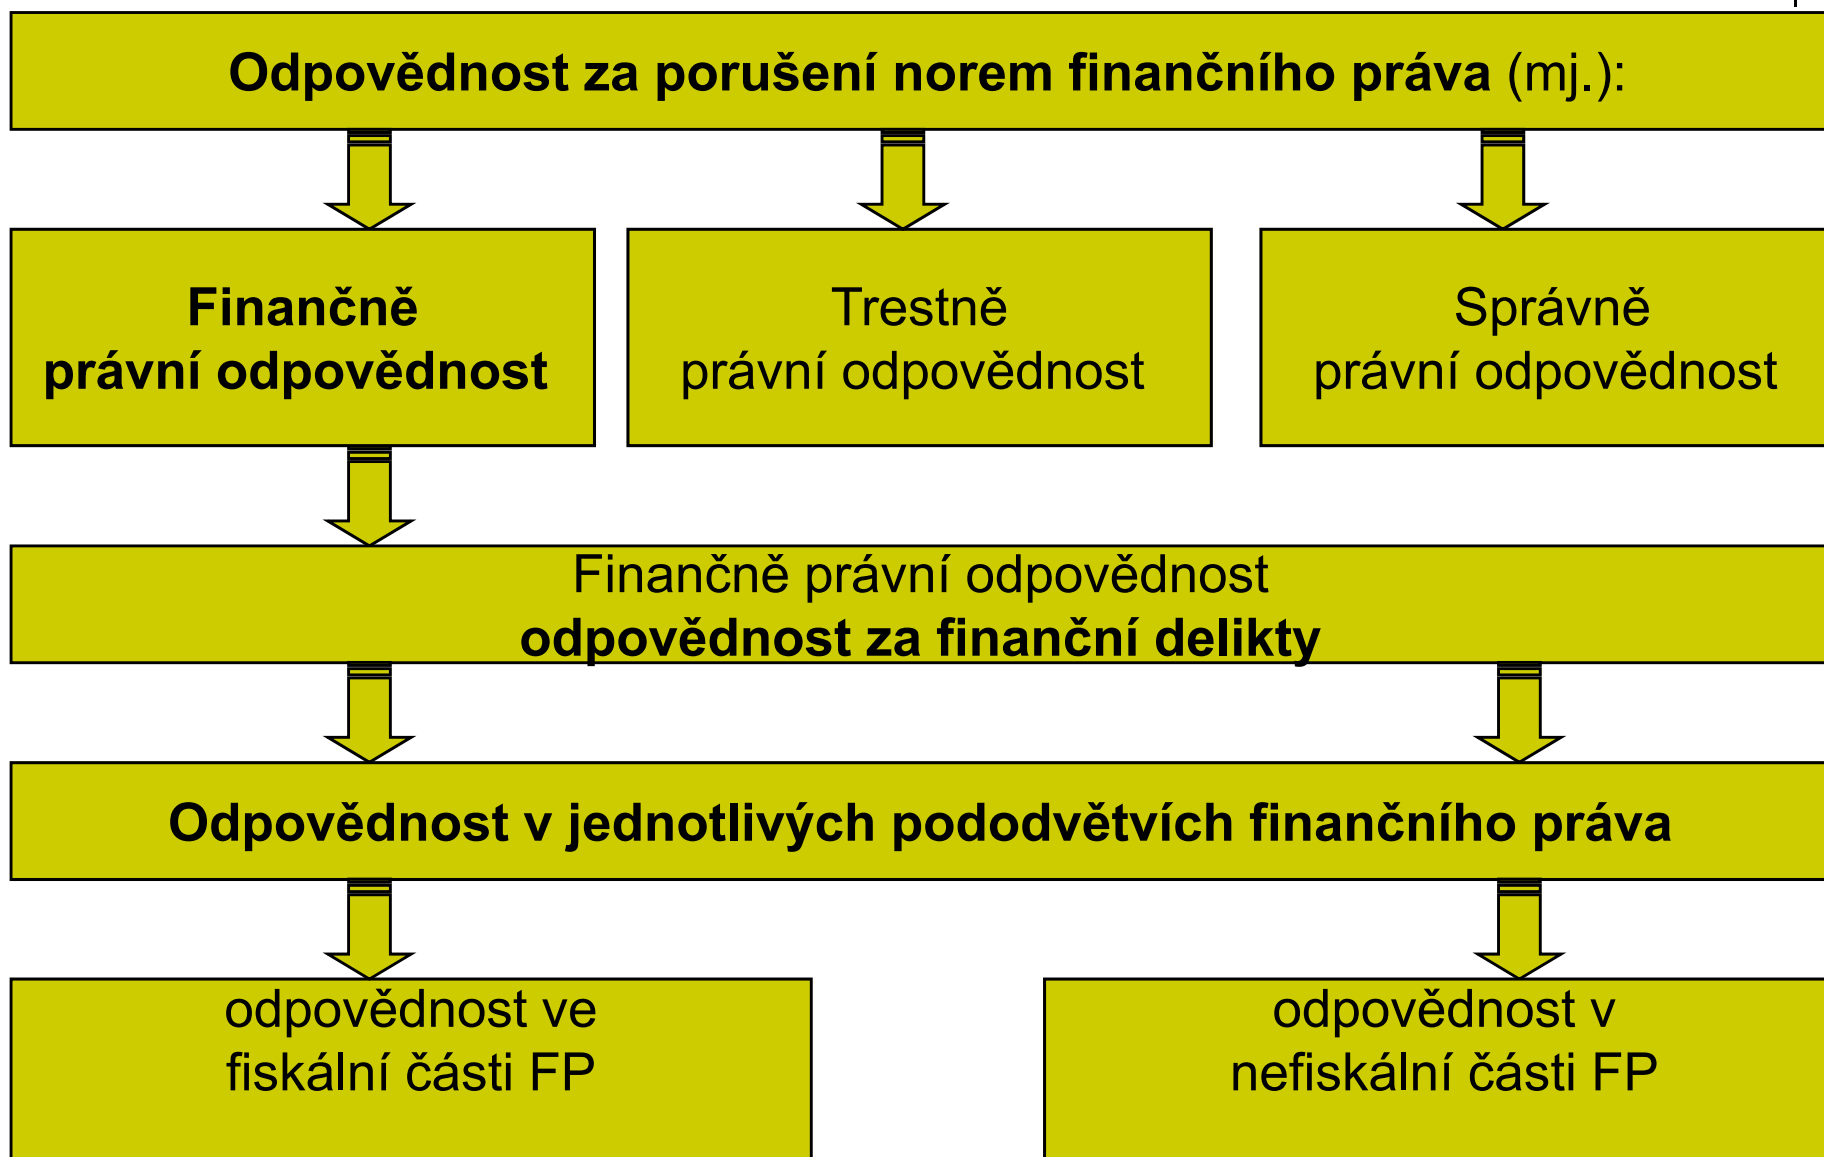 Odpovědnost za porušení norem finančního práva (mj.):
Finančně
právní odpovědnost
Trestně
právní odpovědnost
Správně
právní odpovědnost
Finančně právní odpovědnost
odpovědnost za finanční delikty
Odpovědnost v jednotlivých pododvětvích finančního práva
odpovědnost ve
fiskální části FP
odpovědnost v
nefiskální části FP